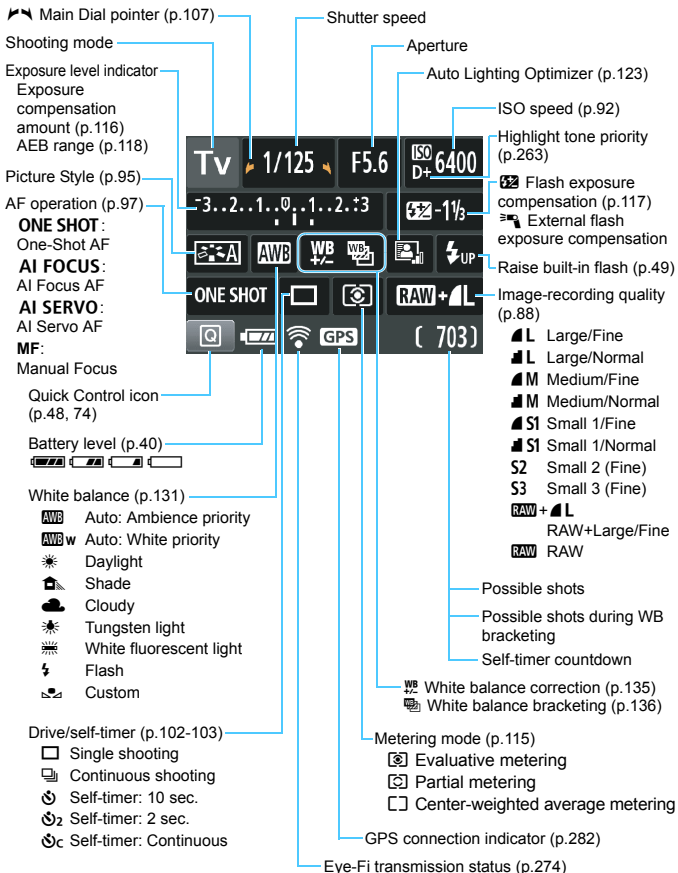 Main Dial pointer (p.107)
Shutter speed
Shooting mode
Aperture
Exposure level indicator
Exposure
compensation
amount (p.116)
AEB range (p.118)
Auto Lighting Optimizer (p.123)
ISO speed (p.92)
Highlight tone priority
(p.263)
Picture Style (p.95)
Flash exposure
compensation (p.117)
External flash
exposure compensation
AF operation (p.97)
ONE SHOT:
One-Shot AF
AI FOCUS:
AI Focus AF
AI SERVO:
AI Servo AF
MF:
Manual Focus
Raise built-in flash (p.49)
Image-recording quality
(p.88)
L Large/Fine
L Large/Normal
M Medium/Fine
M Medium/Normal
S1 Small 1/Fine
S1 Small 1/Normal
S2 Small 2 (Fine)
S3 Small 3 (Fine)
RAW+L
RAW+Large/Fine
RAW RAW
Tv 1/125 F5.6 ISO D+ 6400
-3..2..1..0..1..2.+3 -1⅓
A AWB WB +/- WB UP
ONE SHOT RAW+L
Q GPS ( 703)
Quick Control icon
(p.48, 74)
Battery level (p.40)
White balance (p.131)
AWB Auto: Ambience priority
AWB w Auto: White priority
Daylight
Shade
Cloudy
Tungsten light
White fluorescent light
Flash
Custom
Possible shots
Possible shots during WB
bracketing
Self-timer countdown
WB +/- White balance correction (p.135)
WB White balance bracketing (p.136)
Drive/self-timer (p.102-103)
Single shooting
Continuous shooting
Self-timer: 10 sec.
2 Self-timer: 2 sec.
C Self-timer: Continuous
Metering mode (p.115)
Evaluative metering
Partial metering
Center-weighted average metering
GPS connection indicator (p.282)
Eye-Fi transmission status (p.274)